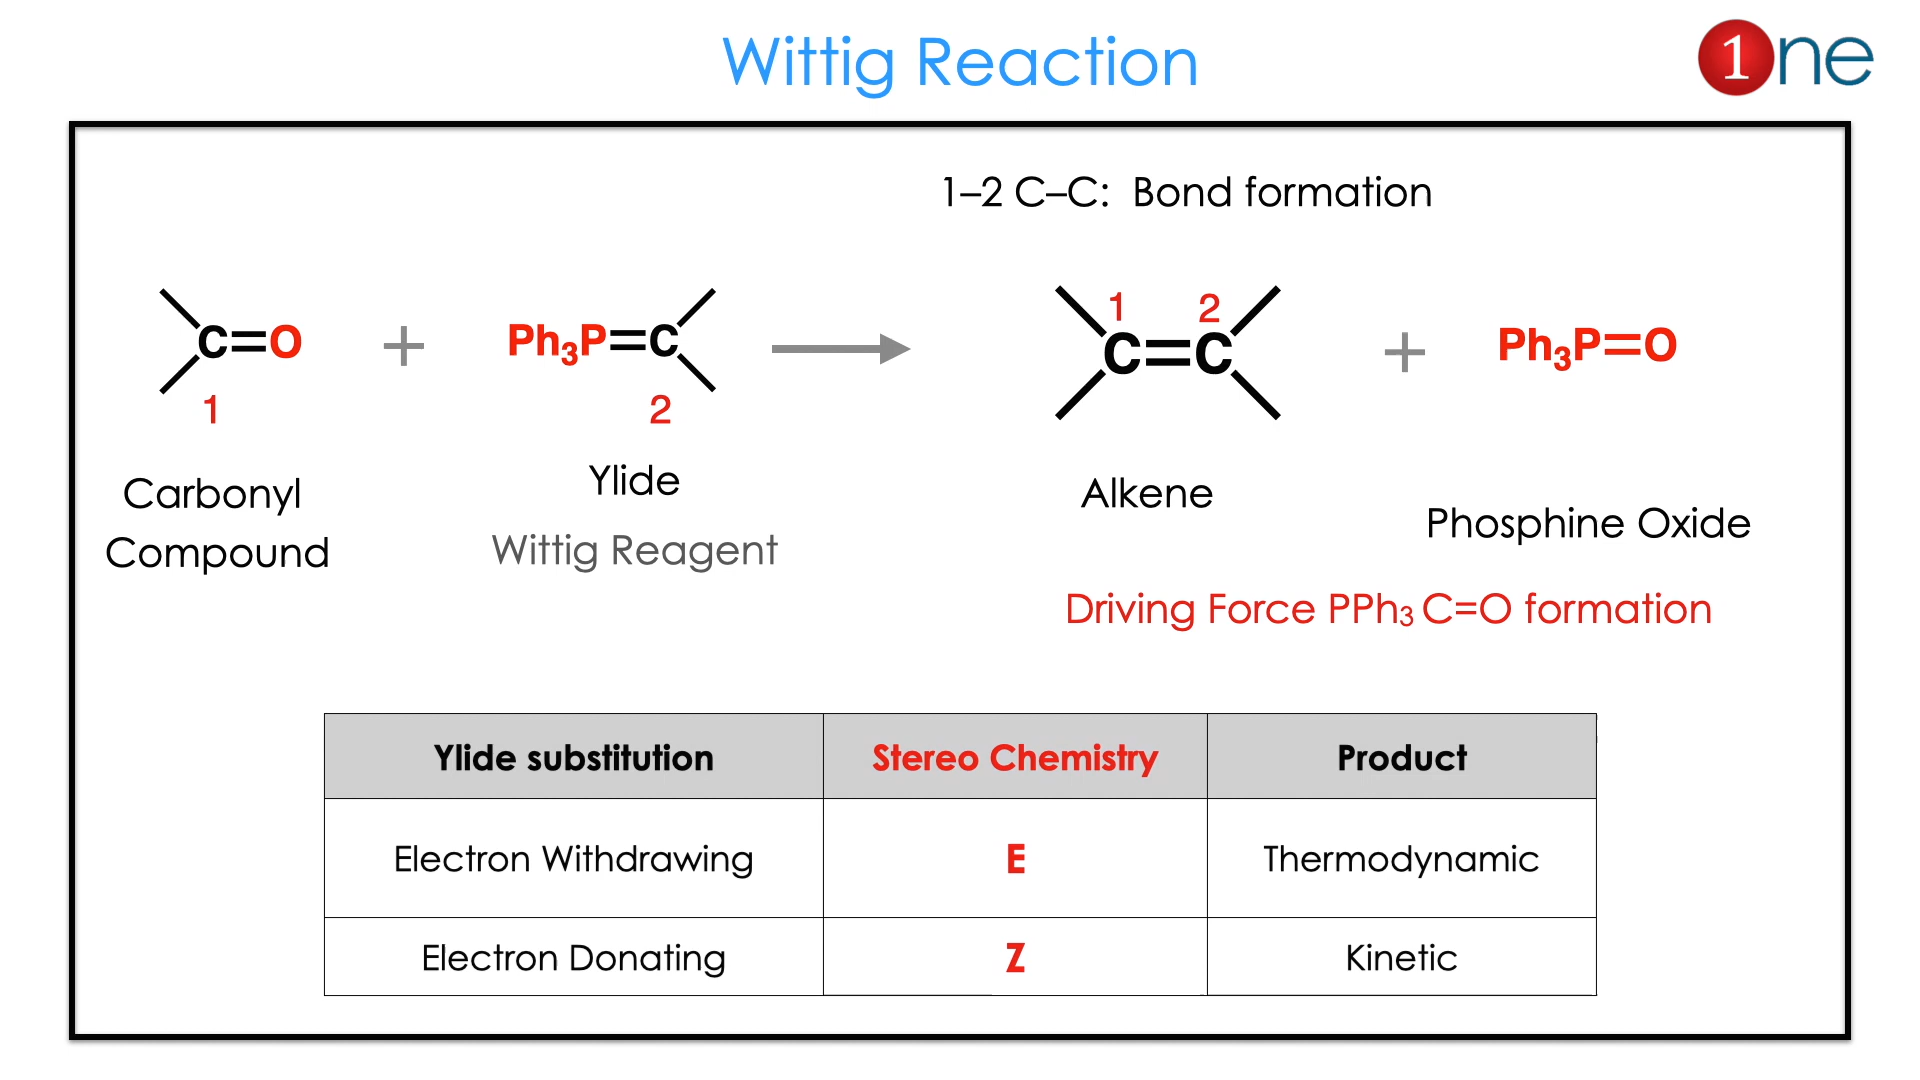 Wittig Reaction
1ne
1–2 C–C: Bond formation
C=O + Ph₃P=C → C=C + Ph₃P=O
1 2 1 2
Carbonyl
Compound
Ylide
Wittig Reagent
Alkene
Phosphine Oxide
Driving Force PPh₃ C=O formation
Ylide substitution Stereo Chemistry Product
Electron Withdrawing E Thermodynamic
Electron Donating Z Kinetic